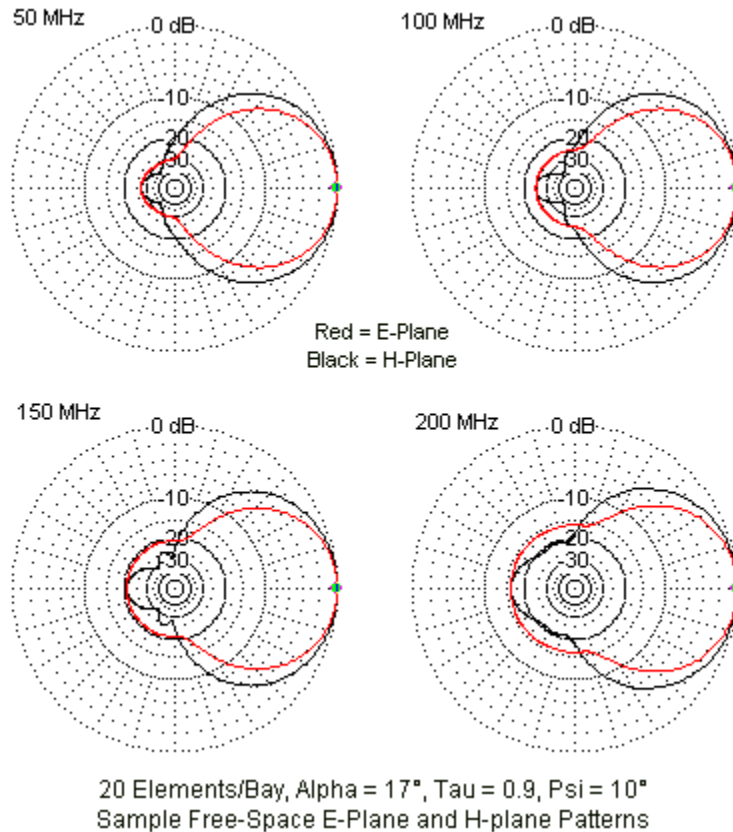 50 MHz
0 dB
-10
-20
-30
100 MHz
0 dB
-10
-20
-30
Red = E-Plane
Black = H-Plane
150 MHz
0 dB
-10
-20
-30
200 MHz
0 dB
-10
-20
-30
20 Elements/Bay, Alpha = 17°, Tau = 0.9, Psi = 10°
Sample Free-Space E-Plane and H-plane Patterns